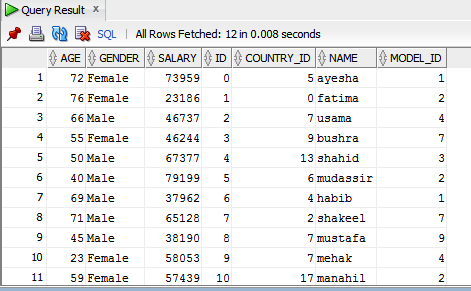 Query Result x
SQL | All Rows Fetched: 12 in 0.008 seconds
AGE GENDER SALARY ID COUNTRY_ID NAME MODEL_ID
1 72 Female 73959 0 5 ayesha 1
2 76 Female 23186 1 0 fatima 2
3 66 Male 46737 2 7 usama 4
4 55 Female 46244 3 9 bushra 7
5 50 Male 67377 4 13 shahid 3
6 40 Male 79199 5 6 mudassir 2
7 69 Male 37962 6 4 habib 1
8 71 Male 65128 7 2 shakeel 7
9 45 Male 38190 8 7 mustafa 9
10 23 Female 58053 9 7 mehak 4
11 59 Female 57439 10 17 manahil 2